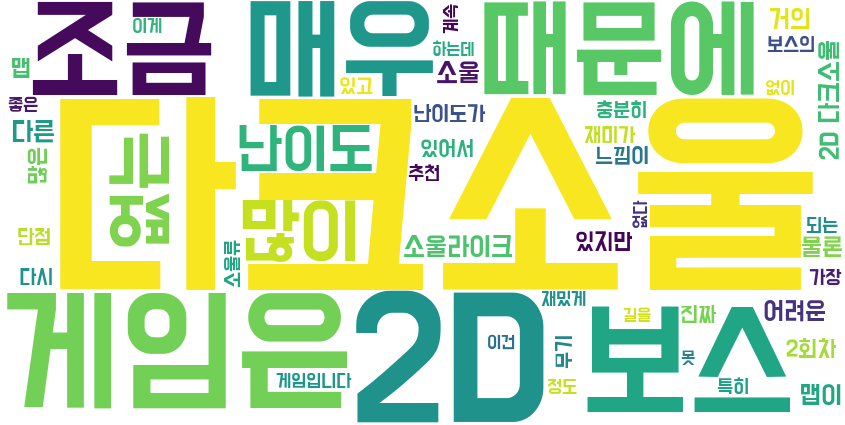 조금
이게
매우
때문에
계속
하는데
있고
소울
거의
보스의
없이
2D 다크소울
맵
좋은
다른
많은
다크소울
난이도
난이도가
있어서
추천
충분히
재미가
느낌이
없는
많이
소울라이크
있지만
없다
되는
물론
가장
단점
다시
소울류
게임은
2D
보스
재밌게
이건
게임입니다
무기
정도
길을
진짜
못
특히
어려운
2회차
맵이